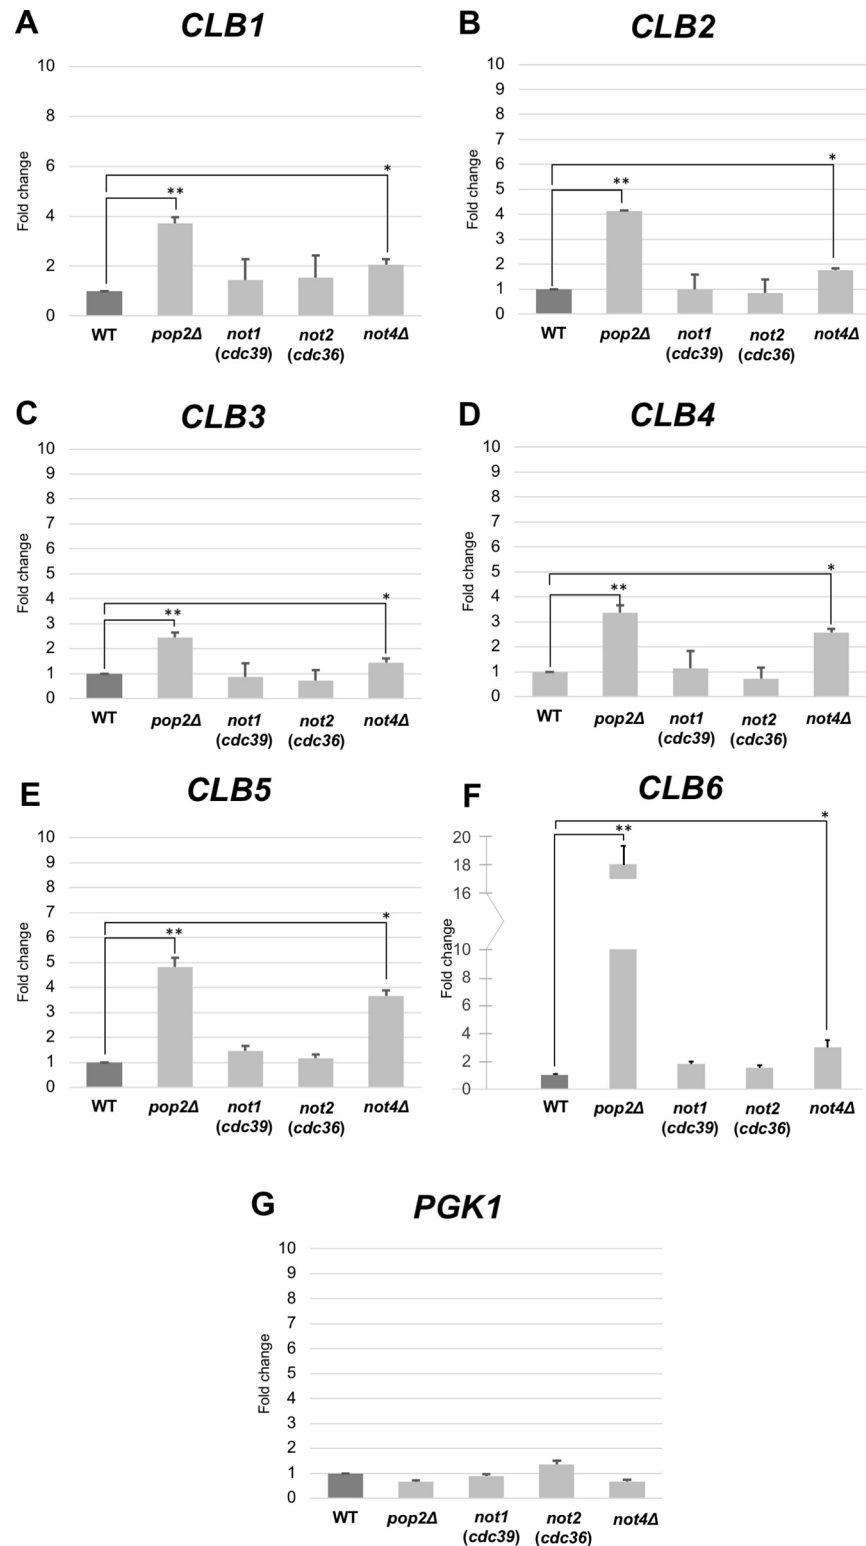 A
CLB1
10
8
6
4
2
0
Fold change
**
*
WT
pop2Δ
not1
(cdc39)
not2
(cdc36)
not4Δ
B
CLB2
10
9
8
7
6
5
4
3
2
1
0
Fold change
**
*
WT
pop2Δ
not1
(cdc39)
not2
(cdc36)
not4Δ
C
CLB3
10
9
8
7
6
5
4
3
2
1
0
Fold change
**
*
WT
pop2Δ
not1
(cdc39)
not2
(cdc36)
not4Δ
D
CLB4
10
9
8
7
6
5
4
3
2
1
0
Fold change
**
*
WT
pop2Δ
not1
(cdc39)
not2
(cdc36)
not4Δ
E
CLB5
10
9
8
7
6
5
4
3
2
1
0
Fold change
**
*
WT
pop2Δ
not1
(cdc39)
not2
(cdc36)
not4Δ
F
CLB6
20
18
16
10
8
6
4
2
0
Fold change
**
*
WT
pop2Δ
not1
(cdc39)
not2
(cdc36)
not4Δ
G
PGK1
10
9
8
7
6
5
4
3
2
1
0
Fold change
WT
pop2Δ
not1
(cdc39)
not2
(cdc36)
not4Δ